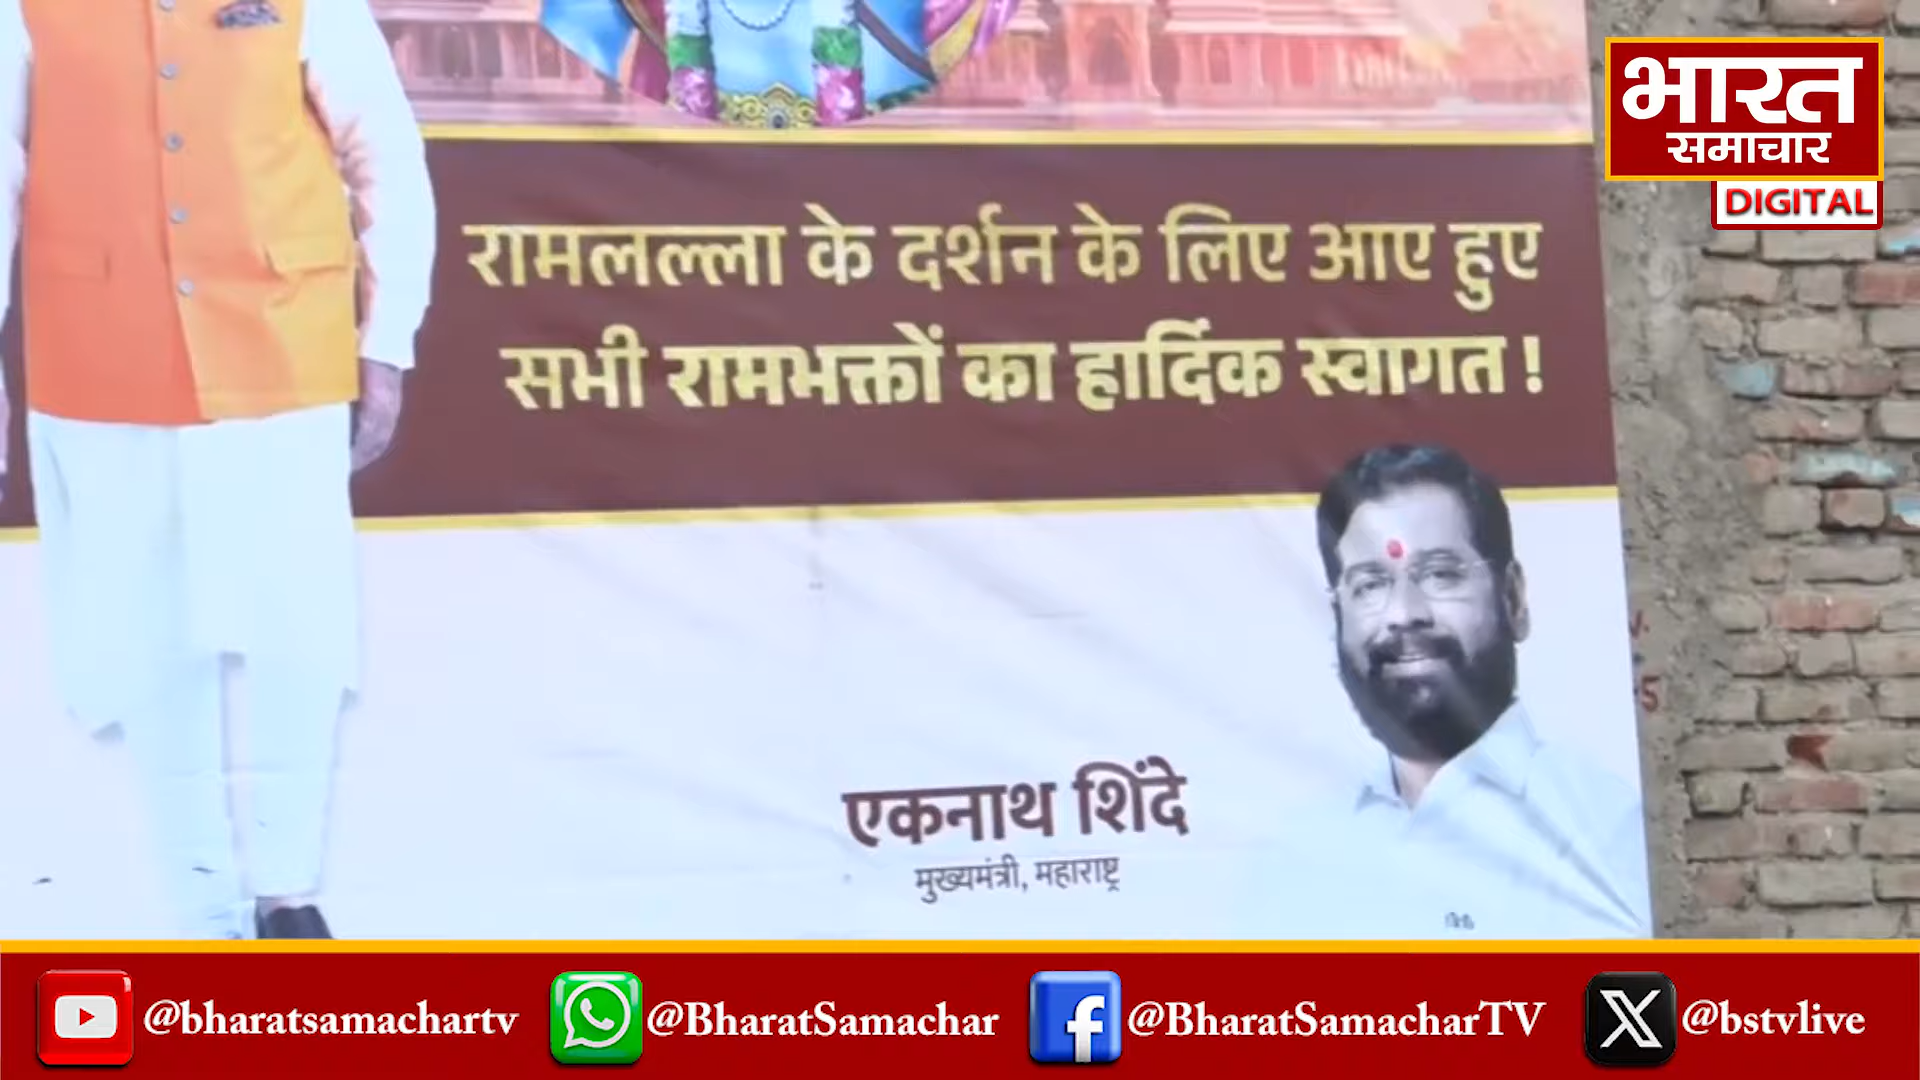 भारत
समाचार
DIGITAL
रामलल्ला के दर्शन के लिए आए हुए
सभी रामभक्तों का हार्दिक स्वागत !
एकनाथ शिंदे
मुख्यमंत्री, महाराष्ट्र
@bharatsamachartv @BharatSamachar @BharatSamacharTV @bstvlive